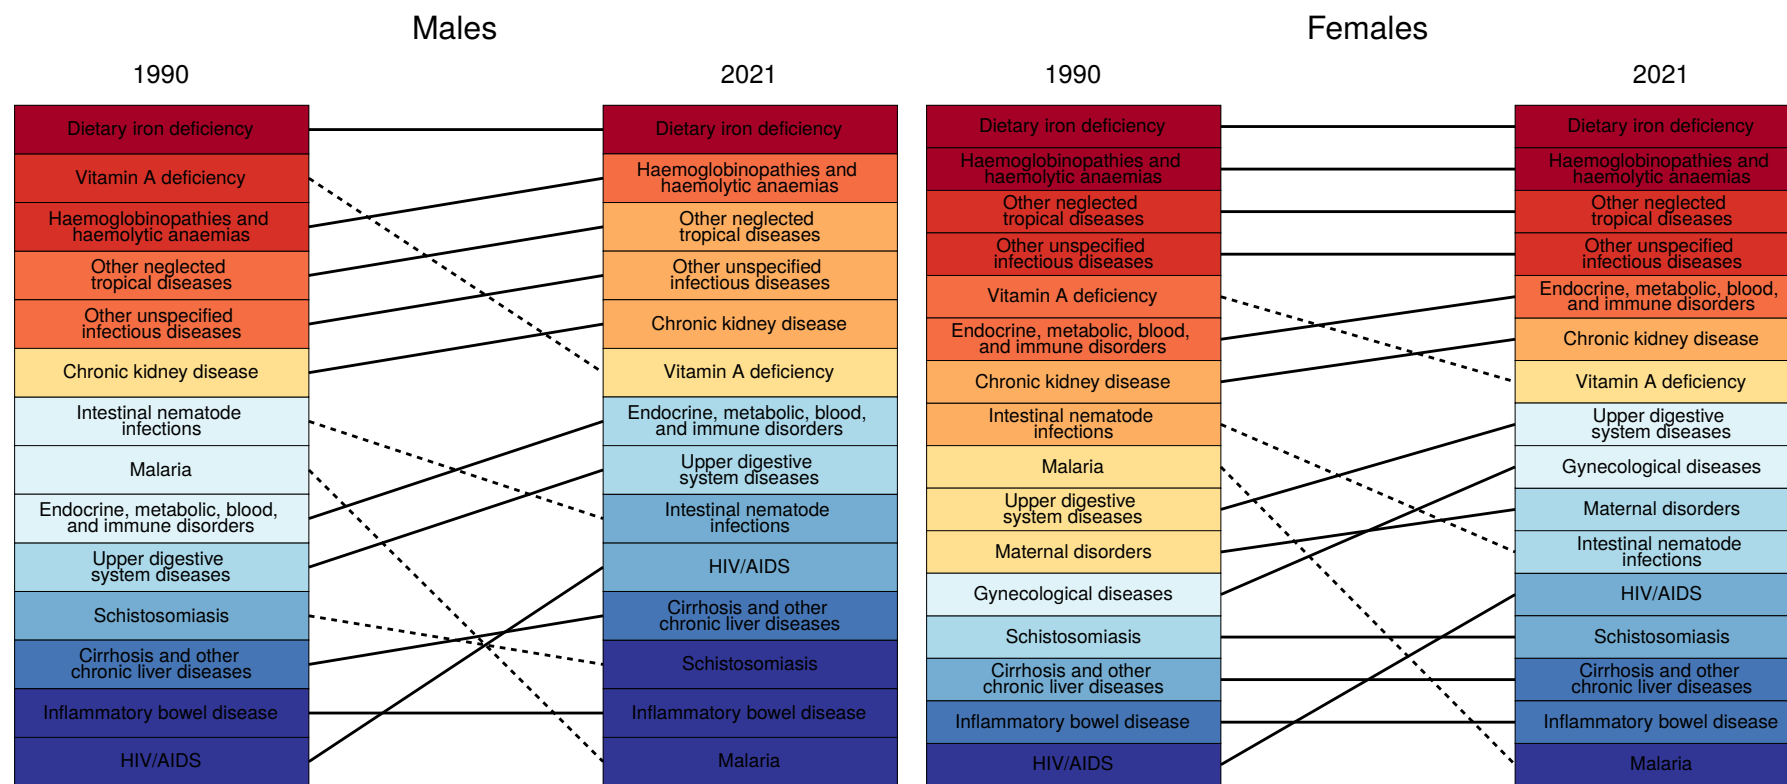 Males
1990
2021
Dietary iron deficiency
Vitamin A deficiency
Haemoglobinopathies and
haemolytic anaemias
Other neglected
tropical diseases
Other unspecified
infectious diseases
Chronic kidney disease
Intestinal nematode
infections
Malaria
Endocrine, metabolic, blood,
and immune disorders
Upper digestive
system diseases
Schistosomiasis
Cirrhosis and other
chronic liver diseases
Inflammatory bowel disease
HIV/AIDS
Dietary iron deficiency
Haemoglobinopathies and
haemolytic anaemias
Other neglected
tropical diseases
Other unspecified
infectious diseases
Chronic kidney disease
Vitamin A deficiency
Endocrine, metabolic, blood,
and immune disorders
Upper digestive
system diseases
Intestinal nematode
infections
HIV/AIDS
Cirrhosis and other
chronic liver diseases
Schistosomiasis
Inflammatory bowel disease
Malaria
Females
1990
2021
Dietary iron deficiency
Haemoglobinopathies and
haemolytic anaemias
Other neglected
tropical diseases
Other unspecified
infectious diseases
Vitamin A deficiency
Endocrine, metabolic, blood,
and immune disorders
Chronic kidney disease
Intestinal nematode
infections
Malaria
Upper digestive
system diseases
Maternal disorders
Gynecological diseases
Schistosomiasis
Cirrhosis and other
chronic liver diseases
Inflammatory bowel disease
HIV/AIDS
Dietary iron deficiency
Haemoglobinopathies and
haemolytic anaemias
Other neglected
tropical diseases
Other unspecified
infectious diseases
Endocrine, metabolic, blood,
and immune disorders
Chronic kidney disease
Vitamin A deficiency
Upper digestive
system diseases
Gynecological diseases
Maternal disorders
Intestinal nematode
infections
HIV/AIDS
Schistosomiasis
Cirrhosis and other
chronic liver diseases
Inflammatory bowel disease
Malaria